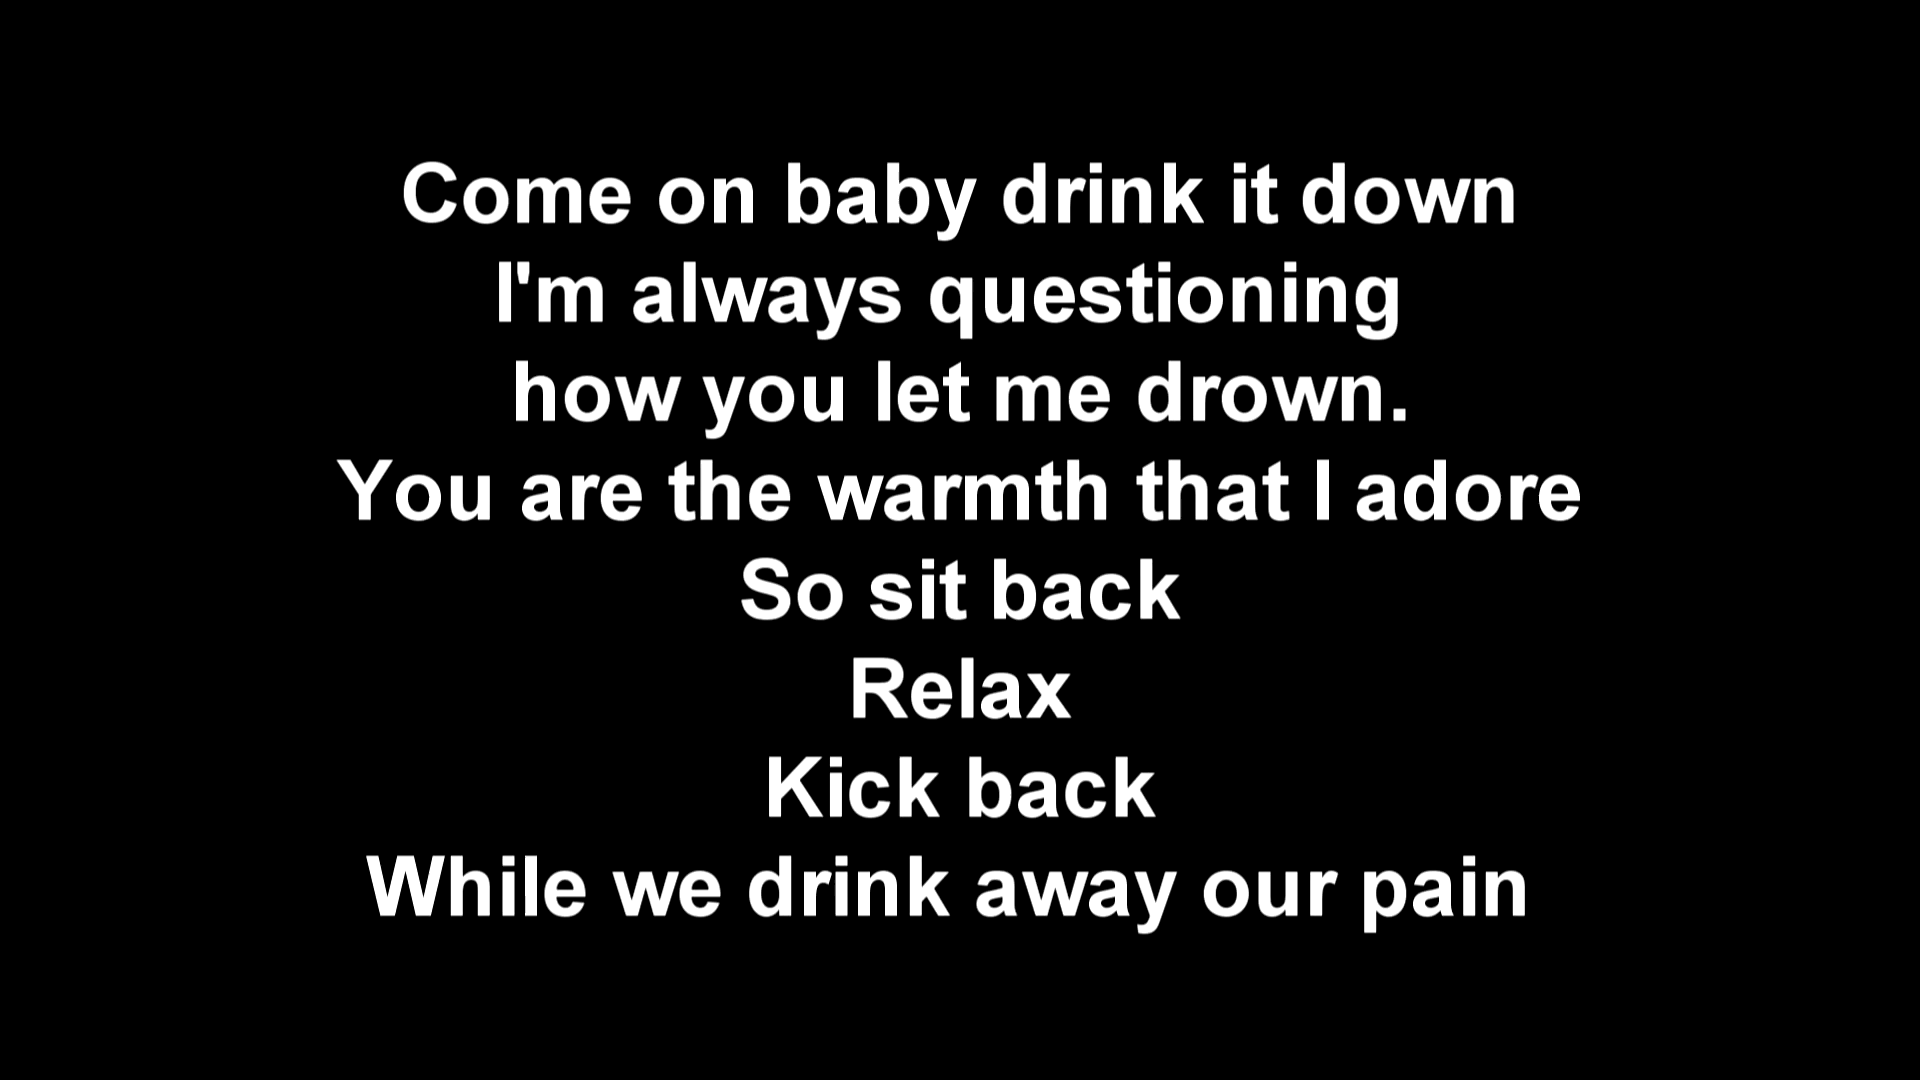 Come on baby drink it down
I'm always questioning
how you let me drown.
You are the warmth that I adore
So sit back
Relax
Kick back
While we drink away our pain